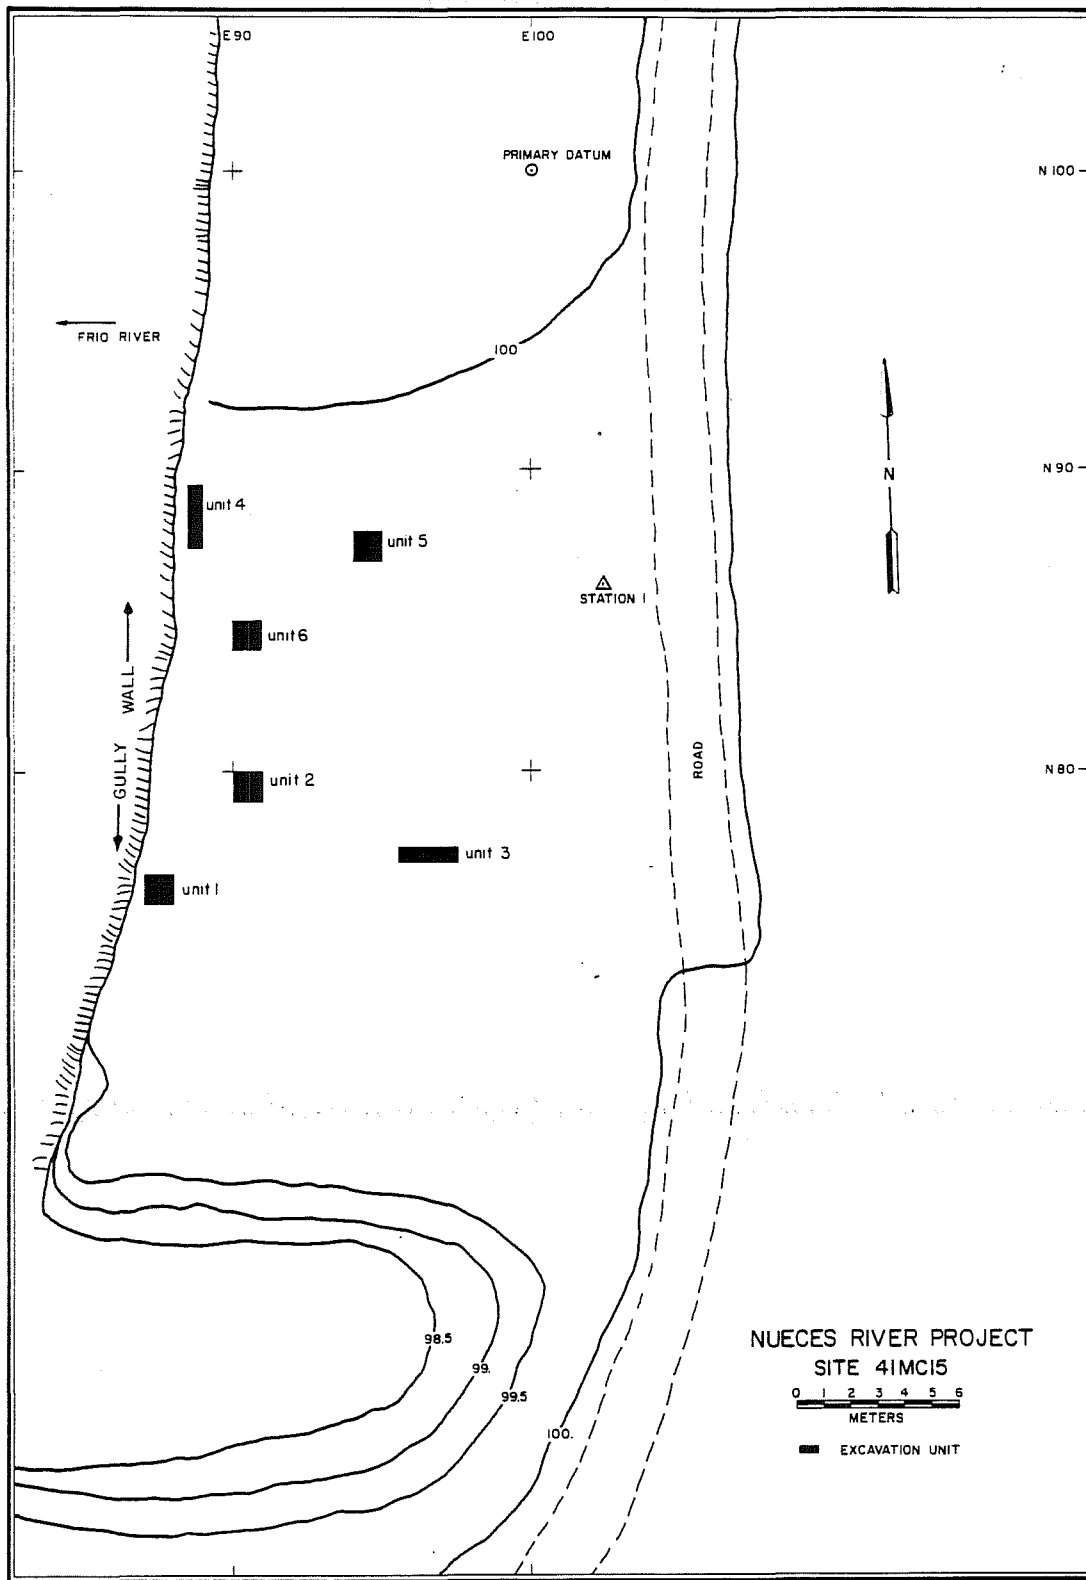 E90
E100
PRIMARY DATUM
N 100
FRIO RIVER
100
N 90
N
unit 4
unit 5
STATION 1
unit 6
GULLY WALL
ROAD
N 80
unit 2
unit 3
unit 1
98.5
99.
99.5
100.
NUECES RIVER PROJECT
SITE 41MC15
0 1 2 3 4 5 6
METERS
EXCAVATION UNIT